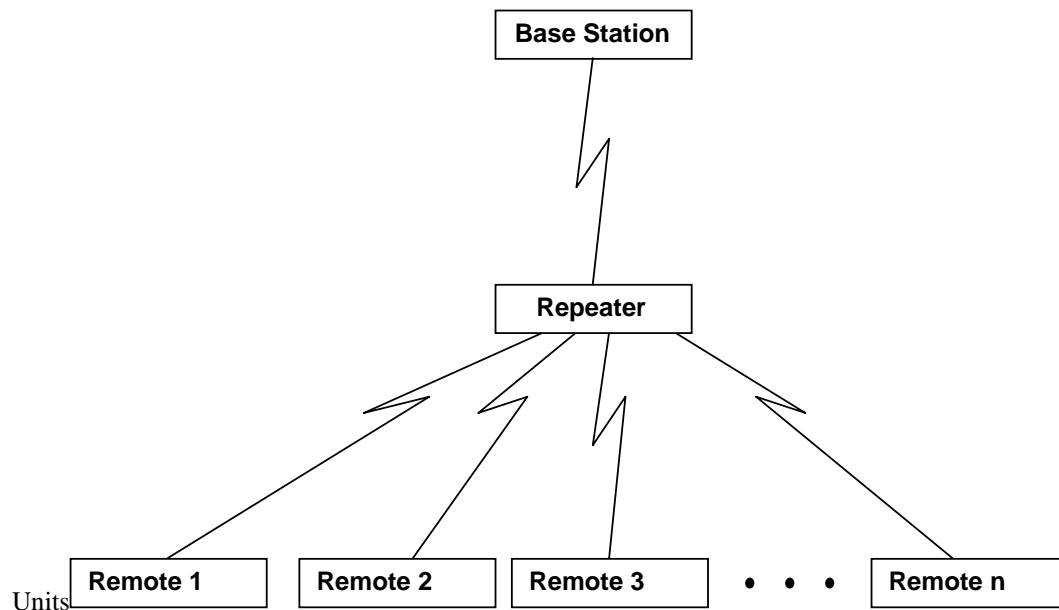 Base Station
Repeater
Units Remote 1 Remote 2 Remote 3 • • • Remote n